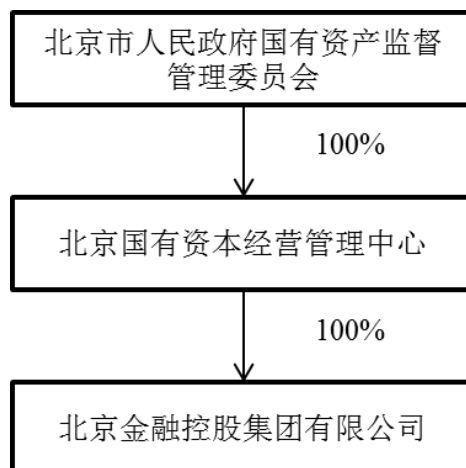 北京市人民政府国有资产监督
管理委员会
100%
北京国有资本经营管理中心
100%
北京金融控股集团有限公司